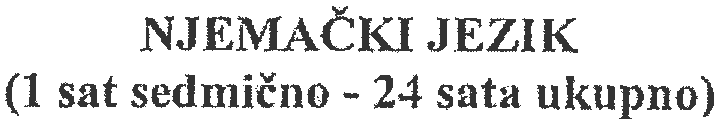 NJEMAČKI JEZIK
(1 sat sedmično - 24 sata ukupno)